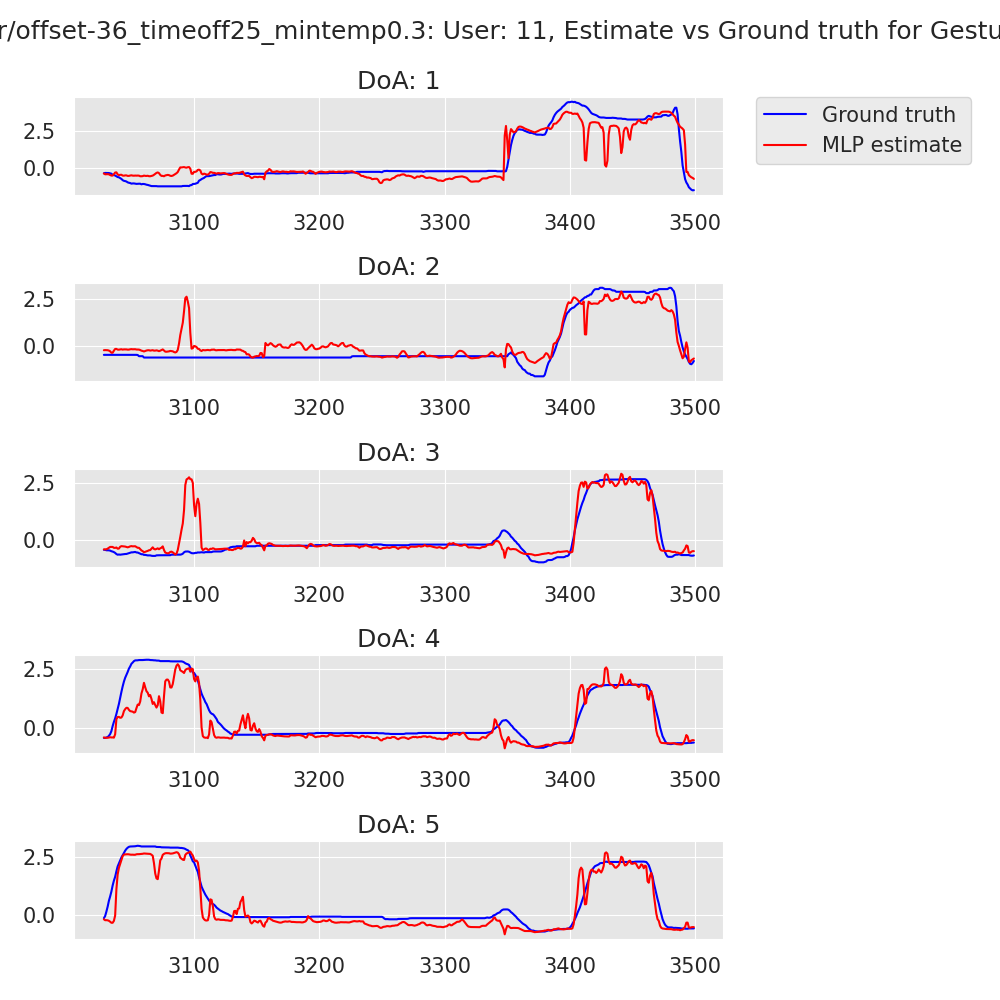 r/offset-36_timeoff25_mintemp0.3: User: 11, Estimate vs Ground truth for Gestu
DoA: 1
Ground truth
MLP estimate
2.5
0.0
3100 3200 3300 3400 3500
DoA: 2
2.5
0.0
3100 3200 3300 3400 3500
DoA: 3
2.5
0.0
3100 3200 3300 3400 3500
DoA: 4
2.5
0.0
3100 3200 3300 3400 3500
DoA: 5
2.5
0.0
3100 3200 3300 3400 3500